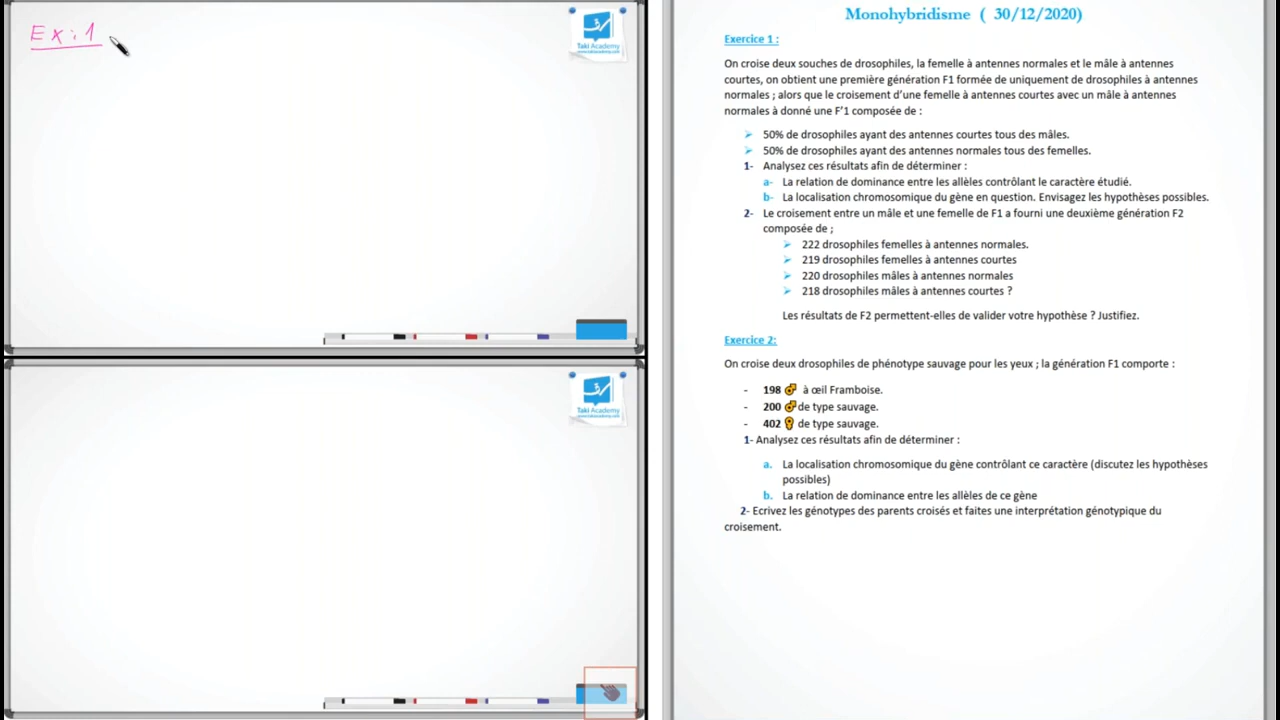 Ex:1
Taki Academy
www.takiacademy.com
Taki Academy
www.takiacademy.com
Monohybridisme ( 30/12/2020)
Exercice 1 :
On croise deux souches de drosophiles, la femelle à antennes normales et le mâle à antennes
courtes, on obtient une première génération F1 formée de uniquement de drosophiles à antennes
normales ; alors que le croisement d'une femelle à antennes courtes avec un mâle à antennes
normales à donné une F'1 composée de :
➢ 50% de drosophiles ayant des antennes courtes tous des mâles.
➢ 50% de drosophiles ayant des antennes normales tous des femelles.
1- Analysez ces résultats afin de déterminer :
a- La relation de dominance entre les allèles contrôlant le caractère étudié.
b- La localisation chromosomique du gène en question. Envisagez les hypothèses possibles.
2- Le croisement entre un mâle et une femelle de F1 a fourni une deuxième génération F2
composée de ;
➢ 222 drosophiles femelles à antennes normales.
➢ 219 drosophiles femelles à antennes courtes
➢ 220 drosophiles mâles à antennes normales
➢ 218 drosophiles mâles à antennes courtes ?
Les résultats de F2 permettent-elles de valider votre hypothèse ? Justifiez.
Exercice 2:
On croise deux drosophiles de phénotype sauvage pour les yeux ; la génération F1 comporte :
- 198 à œil Framboise.
- 200 de type sauvage.
- 402 de type sauvage.
1- Analysez ces résultats afin de déterminer :
a. La localisation chromosomique du gène contrôlant ce caractère (discutez les hypothèses
possibles)
b. La relation de dominance entre les allèles de ce gène
2- Ecrivez les génotypes des parents croisés et faites une interprétation génotypique du
croisement.